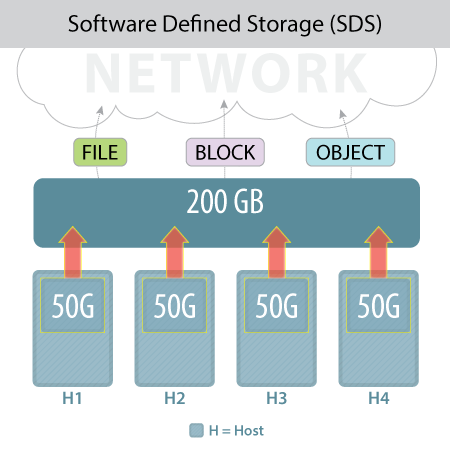 Software Defined Storage (SDS)
NETWORK
FILE
BLOCK
OBJECT
200 GB
50G
50G
50G
50G
H1
H2
H3
H4
H = Host